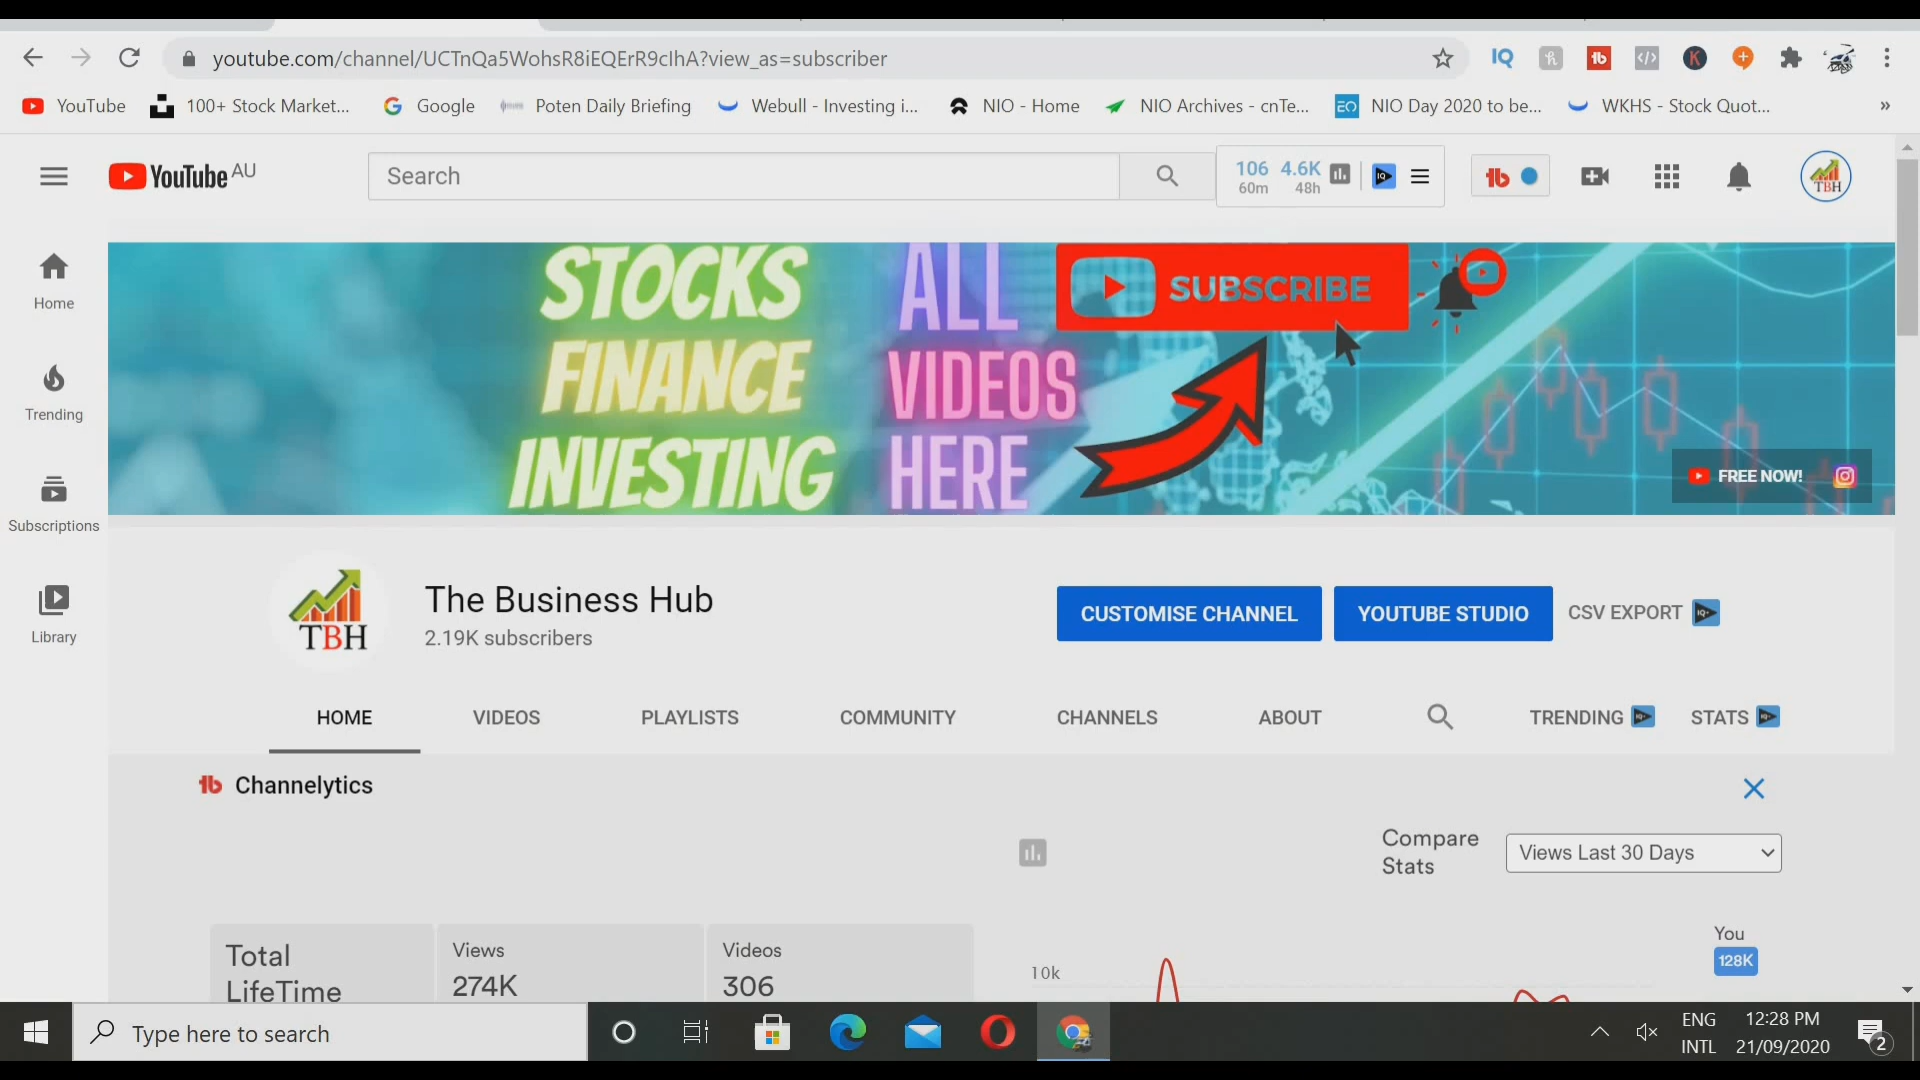 youtube.com/channel/UCTnQa5WohsR8iEQErR9cIhA?view_as=subscriber
YouTube 100+ Stock Market... Google Poten Daily Briefing Webull - Investing i... NIO - Home NIO Archives - cnTe... NIO Day 2020 to be... WKHS - Stock Quot... »
YouTube AU
Search
106 4.6K
60m 48h
STOCKS ALL SUBSCRIBE
FINANCE VIDEOS
INVESTING HERE
FREE NOW!
Home
Trending
Subscriptions
Library
TBH
The Business Hub
2.19K subscribers
CUSTOMISE CHANNEL YOUTUBE STUDIO CSV EXPORT
HOME VIDEOS PLAYLISTS COMMUNITY CHANNELS ABOUT TRENDING STATS
Channelytics
Compare
Stats
Views Last 30 Days
Total
LifeTime
Views
274K
Videos
306
10k
You
128K
Type here to search
ENG
INTL
12:28 PM
21/09/2020
2